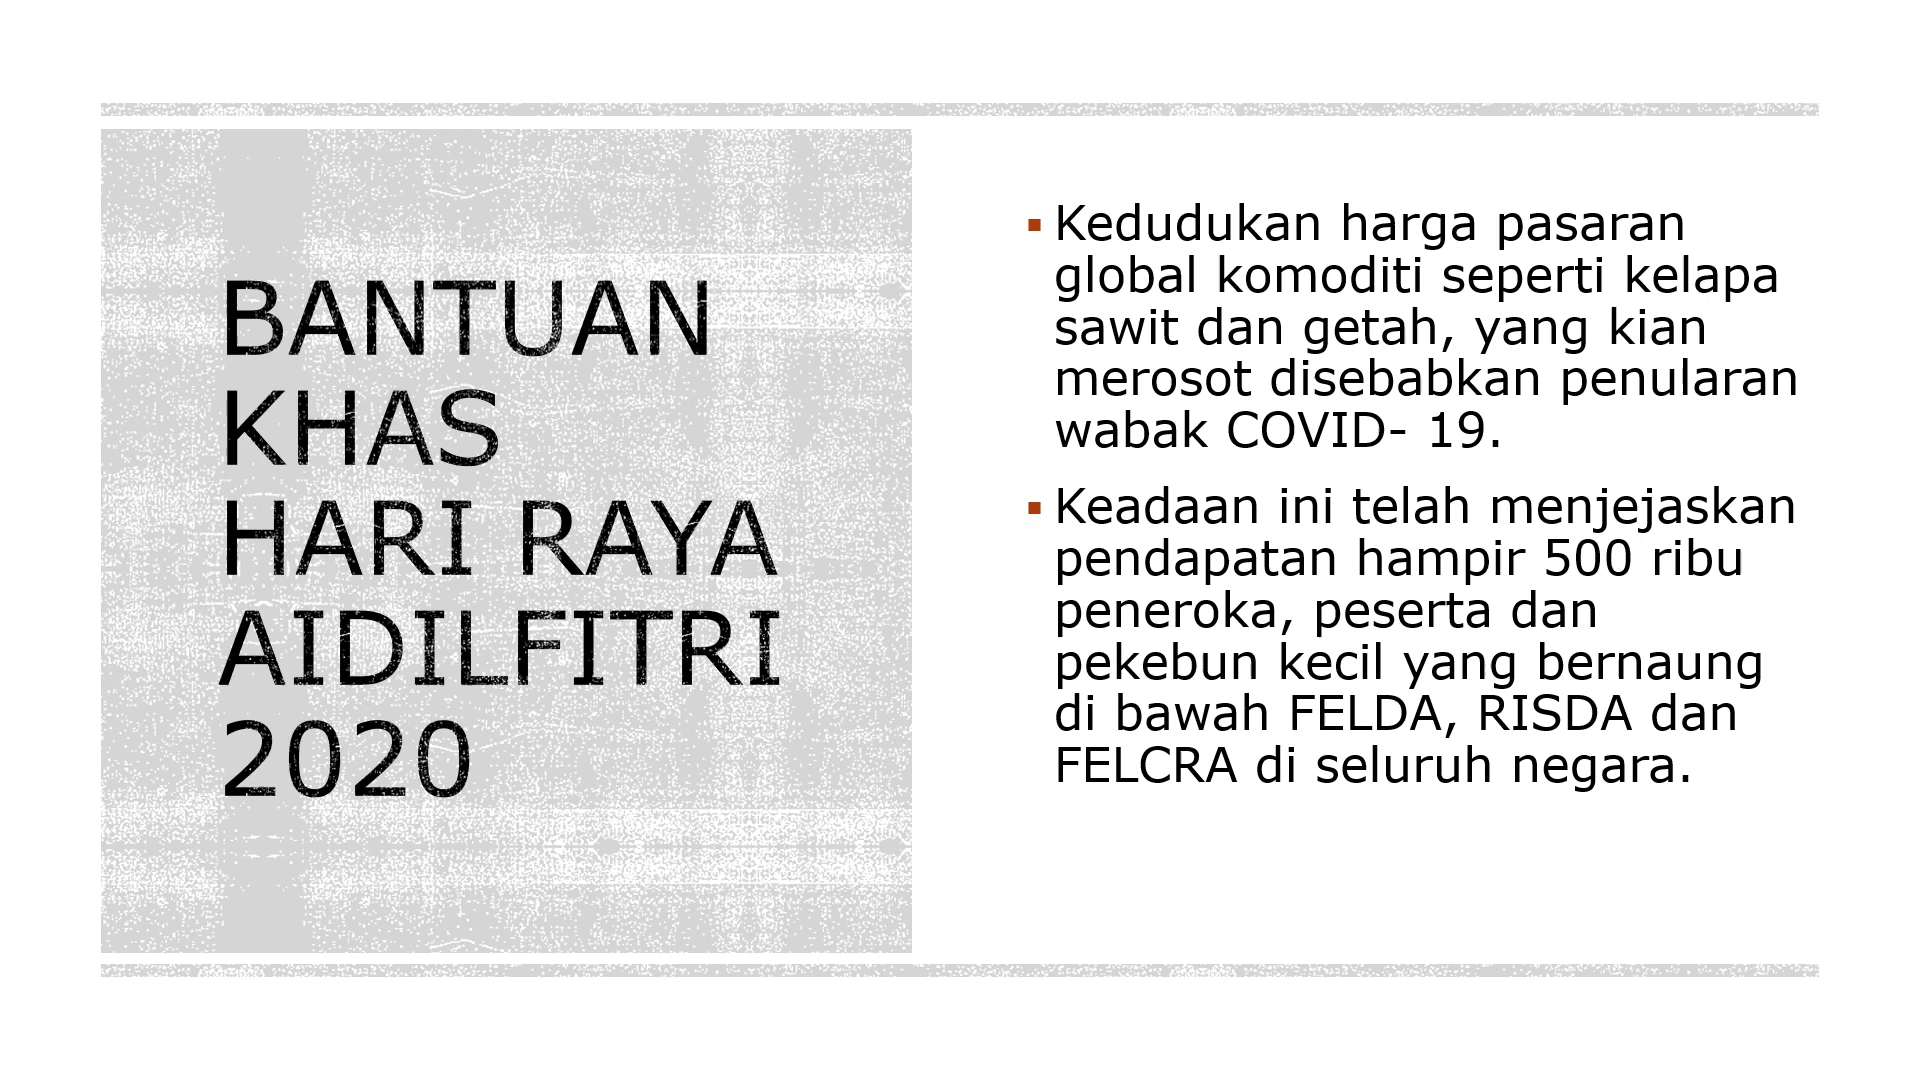 BANTUAN
KHAS
HARI RAYA
AIDILFITRI
2020
▪ Kedudukan harga pasaran
global komoditi seperti kelapa
sawit dan getah, yang kian
merosot disebabkan penularan
wabak COVID- 19.
▪ Keadaan ini telah menjejaskan
pendapatan hampir 500 ribu
peneroka, peserta dan
pekebun kecil yang bernaung
di bawah FELDA, RISDA dan
FELCRA di seluruh negara.